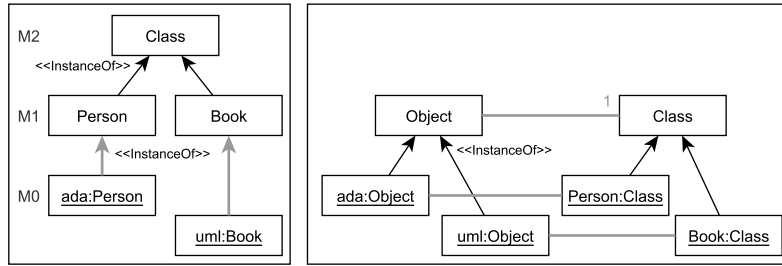 M2
Class
<<InstanceOf>>
M1
Person
Book
<<InstanceOf>>
M0
ada:Person
uml:Book
1
Object
Class
<<InstanceOf>>
ada:Object
Person:Class
uml:Object
Book:Class